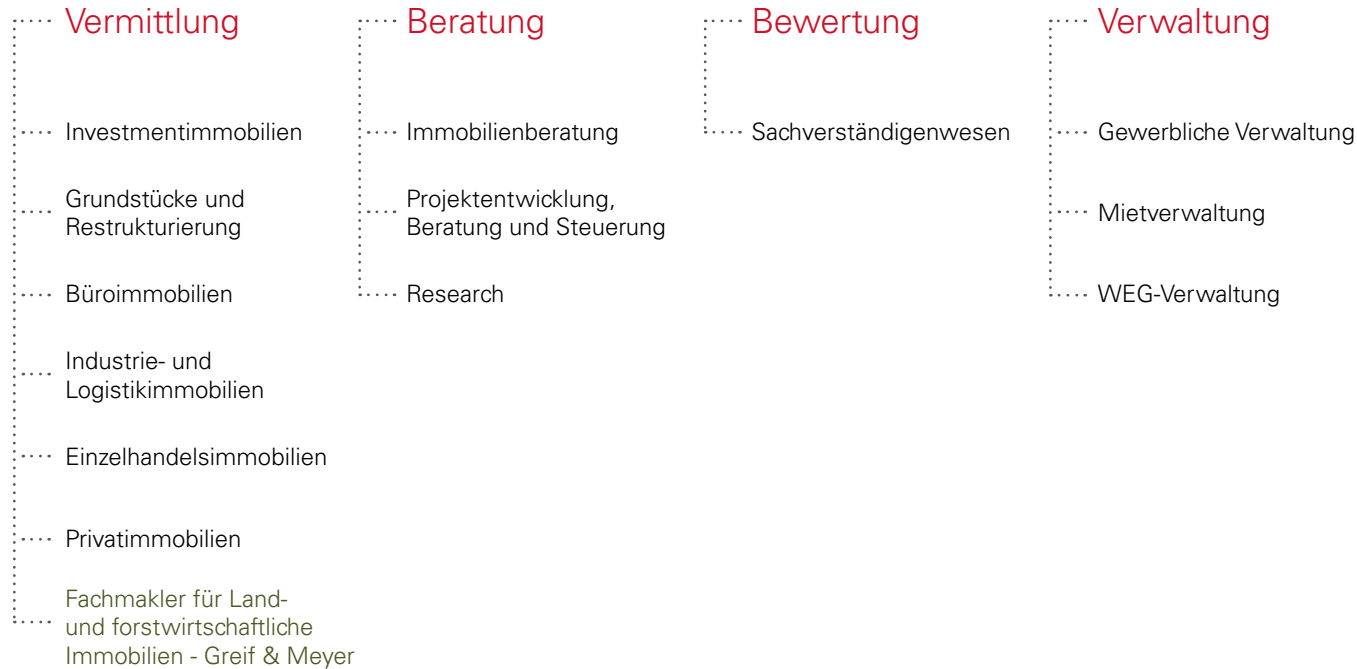 Vermittlung
Investmentimmobilien
Grundstücke und
Restrukturierung
Büroimmobilien
Industrie- und
Logistikimmobilien
Einzelhandelsimmobilien
Privatimmobilien
Fachmakler für Land-
und forstwirtschaftliche
Immobilien - Greif & Meyer
Beratung
Immobilienberatung
Projektentwicklung,
Beratung und Steuerung
Research
Bewertung
Sachverständigenwesen
Verwaltung
Gewerbliche Verwaltung
Mietverwaltung
WEG-Verwaltung